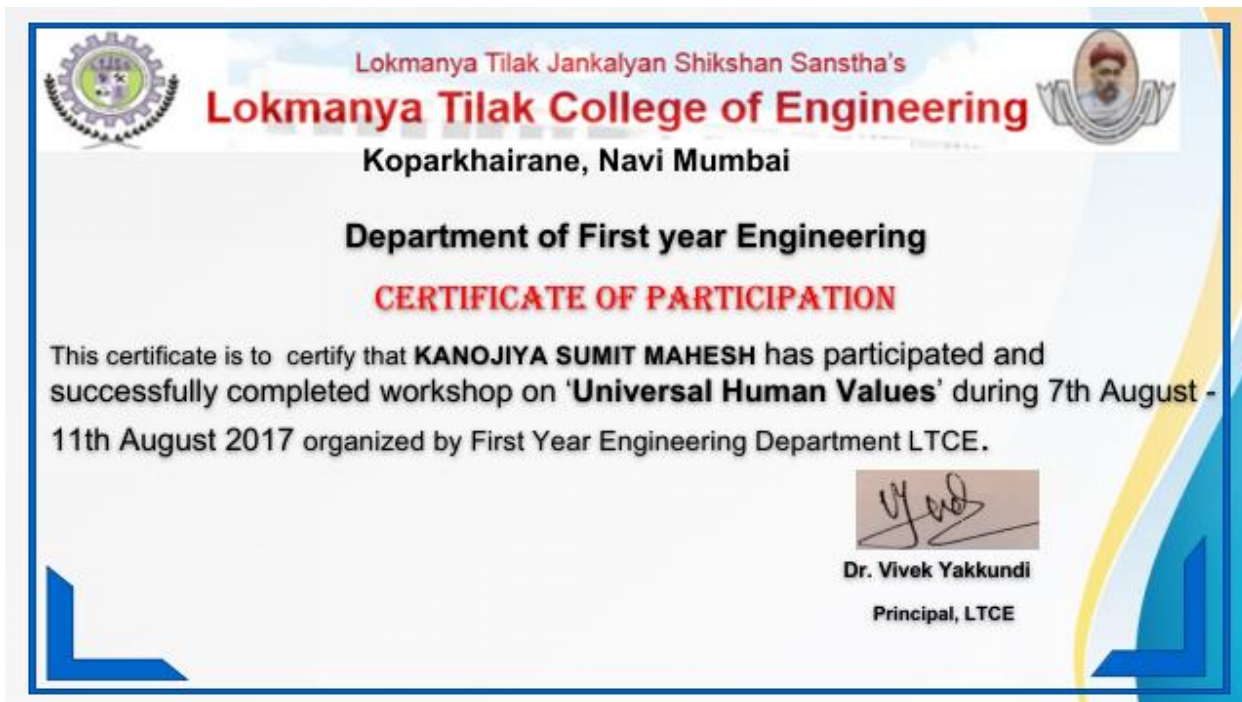 Lokmanya Tilak Jankalyan Shikshan Sanstha's
Lokmanya Tilak College of Engineering
Koparkhairane, Navi Mumbai
Department of First year Engineering
CERTIFICATE OF PARTICIPATION
This certificate is to certify that KANOJIYA SUMIT MAHESH has participated and
successfully completed workshop on 'Universal Human Values' during 7th August -
11th August 2017 organized by First Year Engineering Department LTCE.
Dr. Vivek Yakkundi
Principal, LTCE